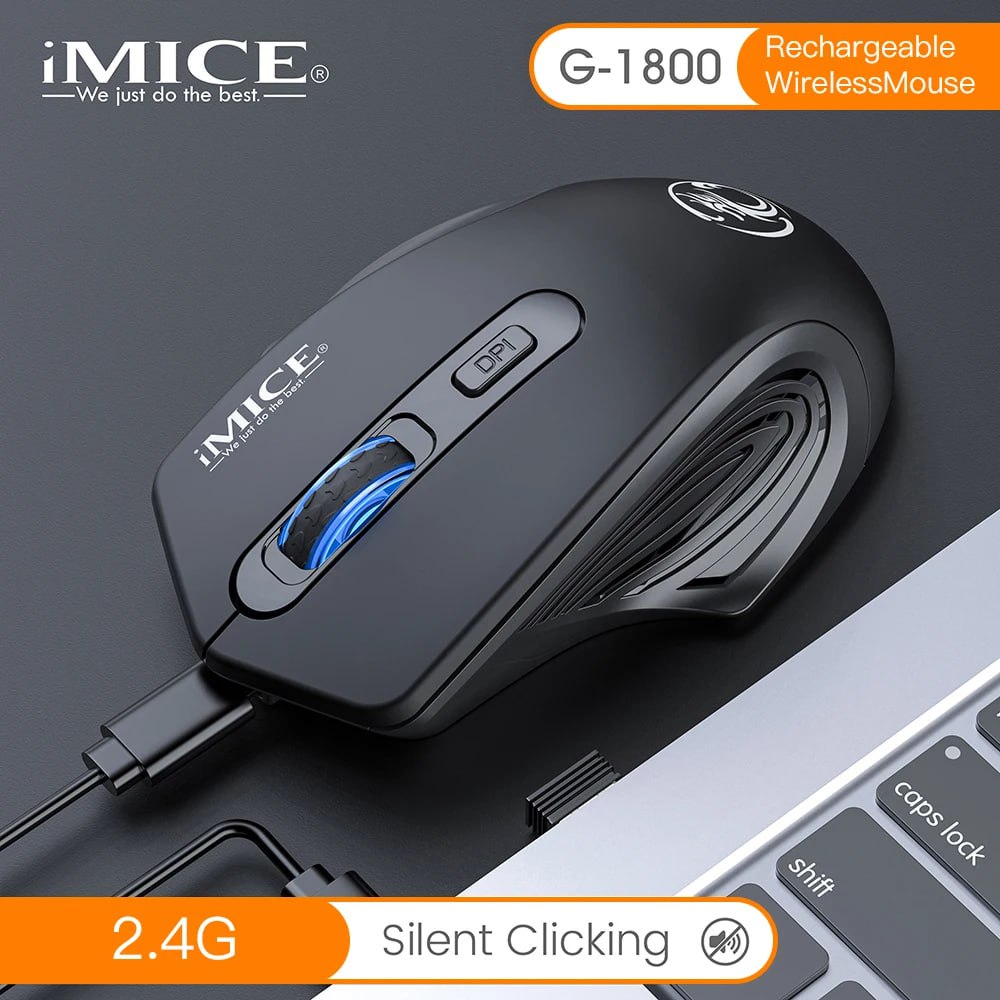 iMICE®
We just do the best.
G-1800
Rechargeable
WirelessMouse
DPI
iMICE®
We just do the best.
caps lock
shift
2.4G
Silent Clicking